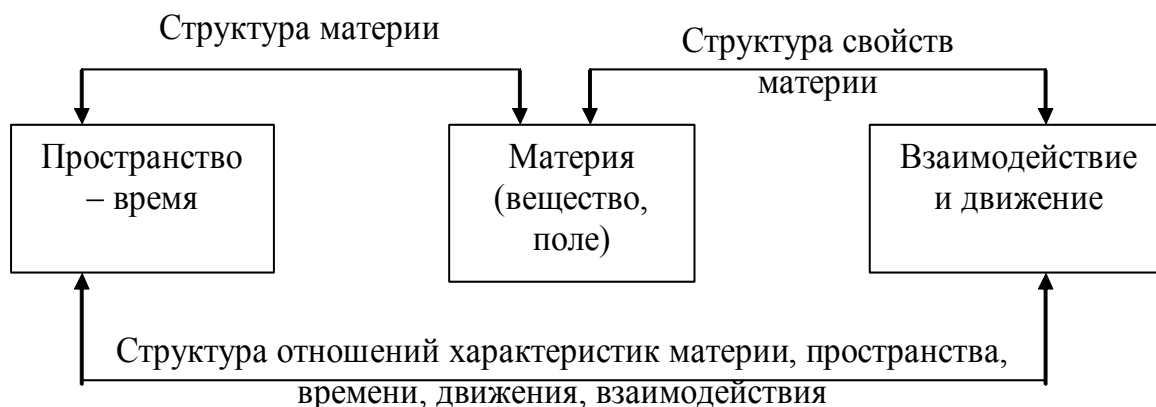 Структура материи
Структура свойств
материи
Пространство
– время
Материя
(вещество,
поле)
Взаимодействие
и движение
Структура отношений характеристик материи, пространства,
времени, движения, взаимодействия